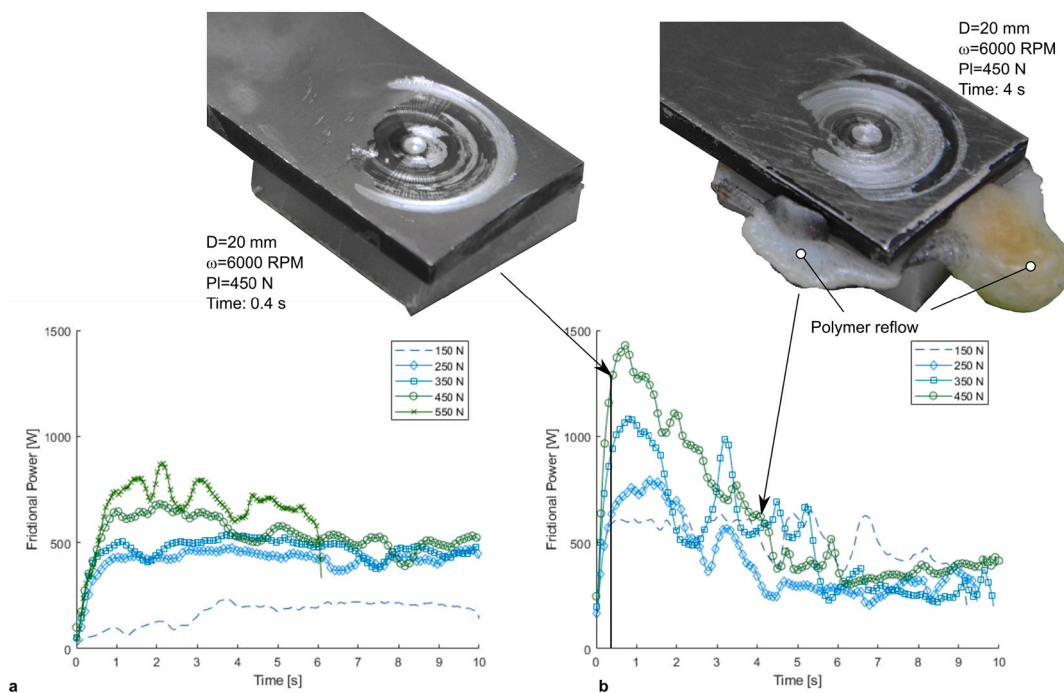 D=20 mm
ω=6000 RPM
Pl=450 N
Time: 4 s
D=20 mm
ω=6000 RPM
Pl=450 N
Time: 0.4 s
Polymer reflow
1500
1000
500
0
Frictional Power [W]
150 N
250 N
350 N
450 N
550 N
0 1 2 3 4 5 6 7 8 9 10
Time [s]
a
1500
1000
500
0
Frictional Power [W]
150 N
250 N
350 N
450 N
0 1 2 3 4 5 6 7 8 9 10
Time [s]
b